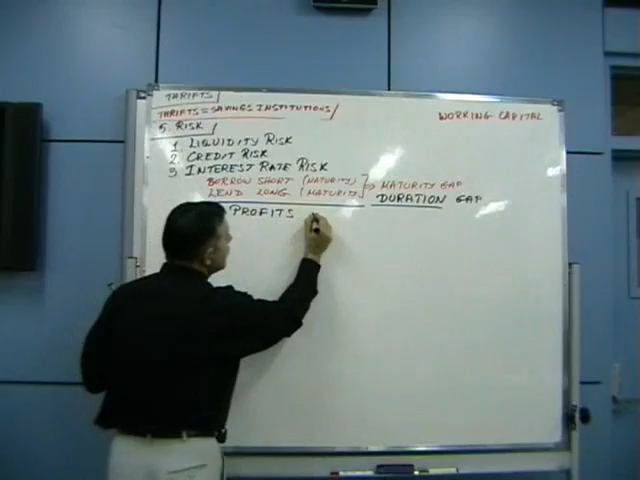 THRIFTS
THRIFTS = SAVINGS INSTITUTIONS
WORKING CAPITAL
5. RISK
1. LIQUIDITY RISK
2. CREDIT RISK
3. INTEREST RATE RISK
BORROW SHORT (MATURITY) ⇒ MATURITY GAP
LEND LONG (MATURITY) DURATION GAP
PROFITS